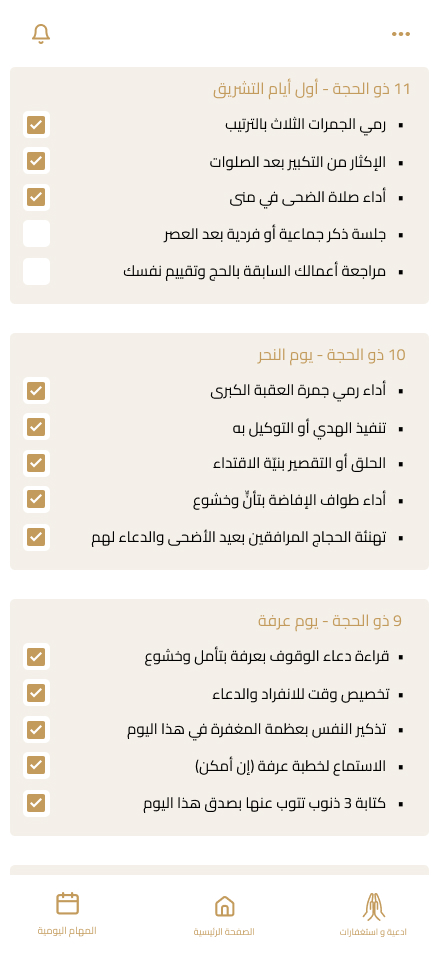 11 ذو الحجة - أول أيام التشريق
▪ رمي الجمرات الثلاث بالترتيب
▪ الإكثار من التكبير بعد الصلوات
▪ أداء صلاة الضحى في منى
▪ جلسة ذكر جماعية أو فردية بعد العصر
▪ مراجعة أعمالك السابقة بالحج وتقييم نفسك
10 ذو الحجة - يوم النحر
▪ أداء رمي جمرة العقبة الكبرى
▪ تنفيذ الهدي أو التوكيل به
▪ الحلق أو التقصير بنيّة الاقتداء
▪ أداء طواف الإفاضة بتأنٍّ وخشوع
▪ تهنئة الحجاج المرافقين بعيد الأضحى والدعاء لهم
9 ذو الحجة - يوم عرفة
▪ قراءة دعاء الوقوف بعرفة بتأمل وخشوع
▪ تخصيص وقت للانفراد والدعاء
▪ تذكير النفس بعظمة المغفرة في هذا اليوم
▪ الاستماع لخطبة عرفة (إن أمكن)
▪ كتابة 3 ذنوب تتوب عنها بصدق هذا اليوم
ادعية و استغفارات
الصفحة الرئيسية
المهام اليومية